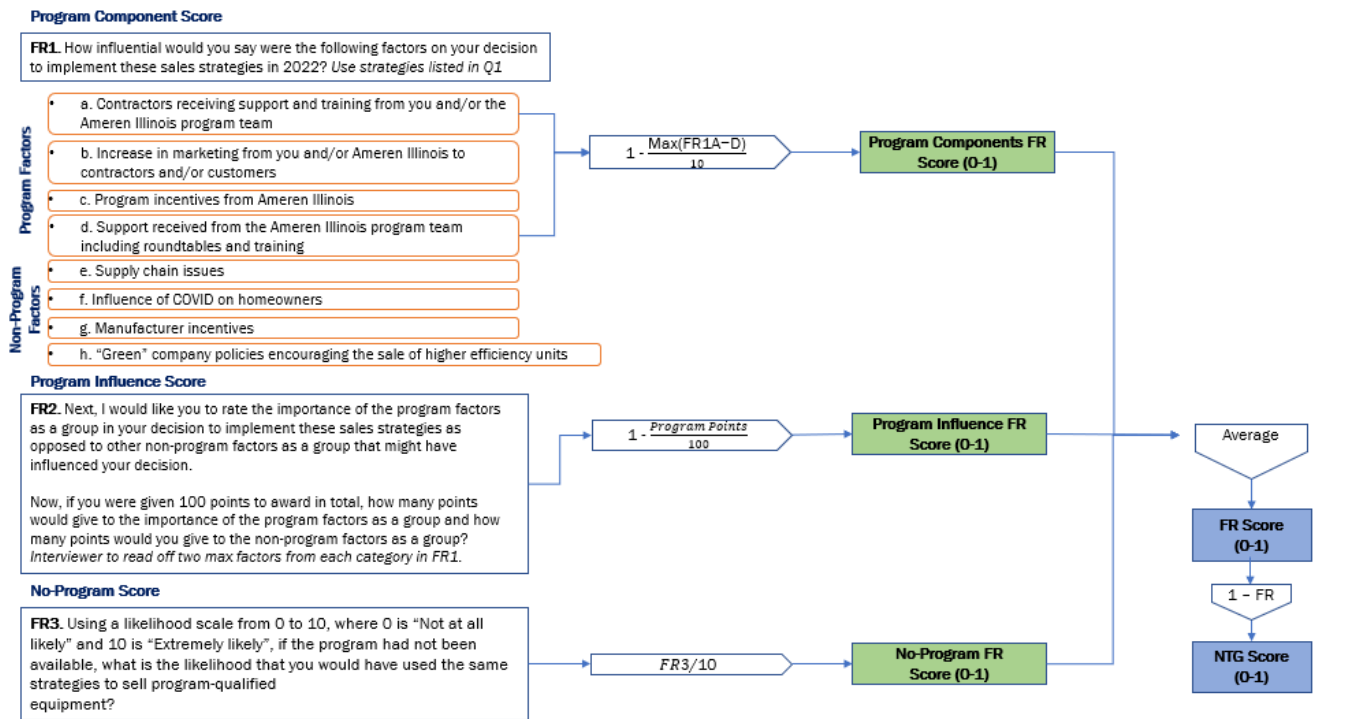 Program Component Score
FR1. How influential would you say were the following factors on your decision
to implement these sales strategies in 2022? Use strategies listed in Q1
Program Factors
• a. Contractors receiving support and training from you and/or the
Ameren Illinois program team
• b. Increase in marketing from you and/or Ameren Illinois to
contractors and/or customers
• c. Program incentives from Ameren Illinois
• d. Support received from the Ameren Illinois program team
including roundtables and training
Non-Program
Factors
• e. Supply chain issues
• f. Influence of COVID on homeowners
• g. Manufacturer incentives
• h. “Green” company policies encouraging the sale of higher efficiency units
1 - Max(FR1A−D)
10
Program Components FR
Score (0-1)
Program Influence Score
FR2. Next, I would like you to rate the importance of the program factors
as a group in your decision to implement these sales strategies as
opposed to other non-program factors as a group that might have
influenced your decision.
Now, if you were given 100 points to award in total, how many points
would give to the importance of the program factors as a group and how
many points would you give to the non-program factors as a group?
Interviewer to read off two max factors from each category in FR1.
1 - Program Points
100
Program Influence FR
Score (0-1)
No-Program Score
FR3. Using a likelihood scale from 0 to 10, where 0 is “Not at all
likely” and 10 is “Extremely likely”, if the program had not been
available, what is the likelihood that you would have used the same
strategies to sell program-qualified
equipment?
FR3/10
No-Program FR
Score (0-1)
Average
FR Score
(0-1)
1 – FR
NTG Score
(0-1)